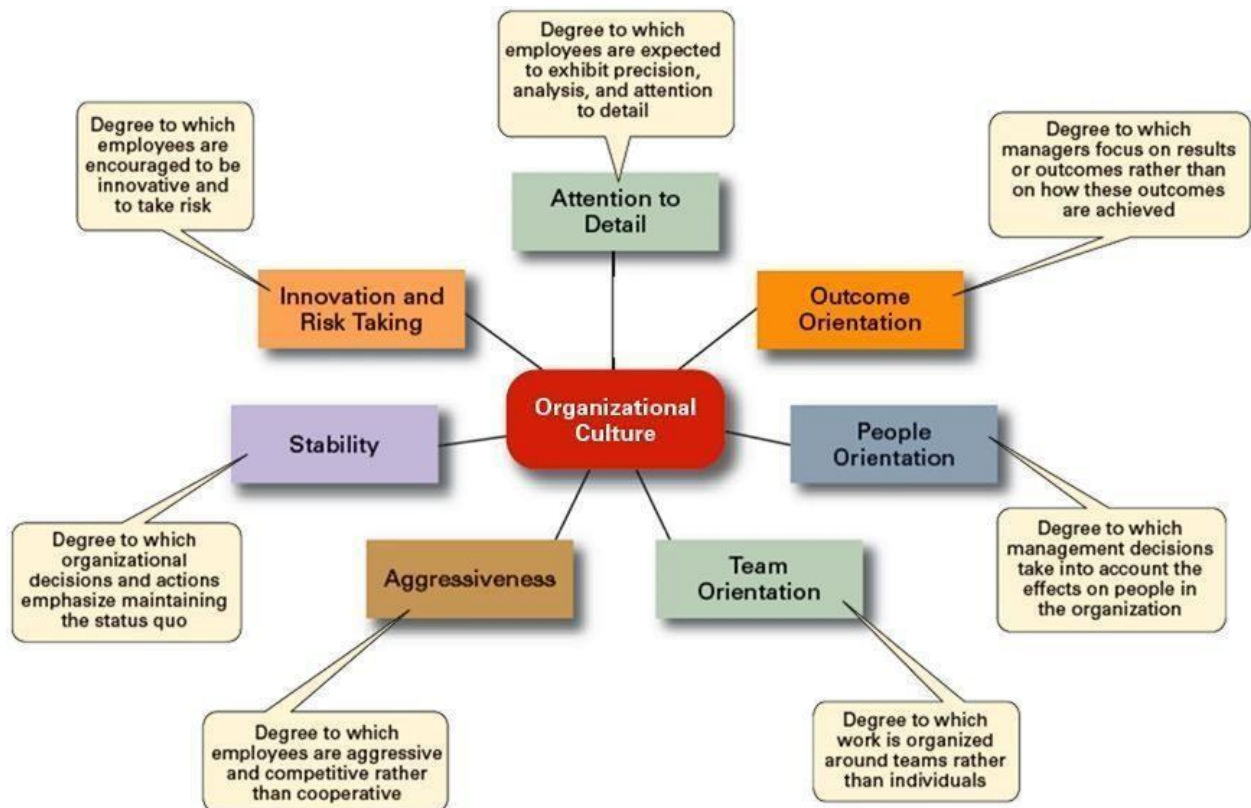 Degree to which
employees are expected
to exhibit precision,
analysis, and attention
to detail
Degree to which
employees are
encouraged to be
innovative and
to take risk
Degree to which
managers focus on results
or outcomes rather than
on how these outcomes
are achieved
Attention to
Detail
Innovation and
Risk Taking
Outcome
Orientation
Organizational
Culture
Stability
People
Orientation
Degree to which
organizational
decisions and actions
emphasize maintaining
the status quo
Aggressiveness
Team
Orientation
Degree to which
management decisions
take into account the
effects on people in
the organization
Degree to which
employees are aggressive
and competitive rather
than cooperative
Degree to which
work is organized
around teams rather
than individuals